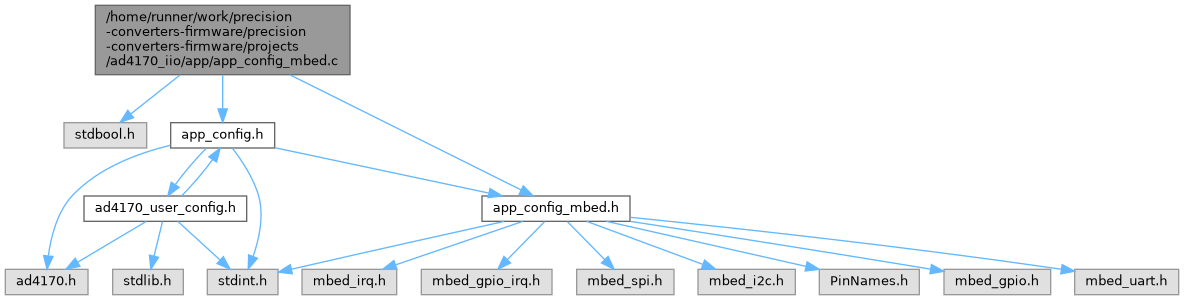 /home/runner/work/precision
-converters-firmware/precision
-converters-firmware/projects
/ad4170_iio/app/app_config_mbed.c
stdbool.h
app_config.h
ad4170_user_config.h
app_config_mbed.h
ad4170.h
stdlib.h
stdint.h
mbed_irq.h
mbed_gpio_irq.h
mbed_spi.h
mbed_i2c.h
PinNames.h
mbed_gpio.h
mbed_uart.h